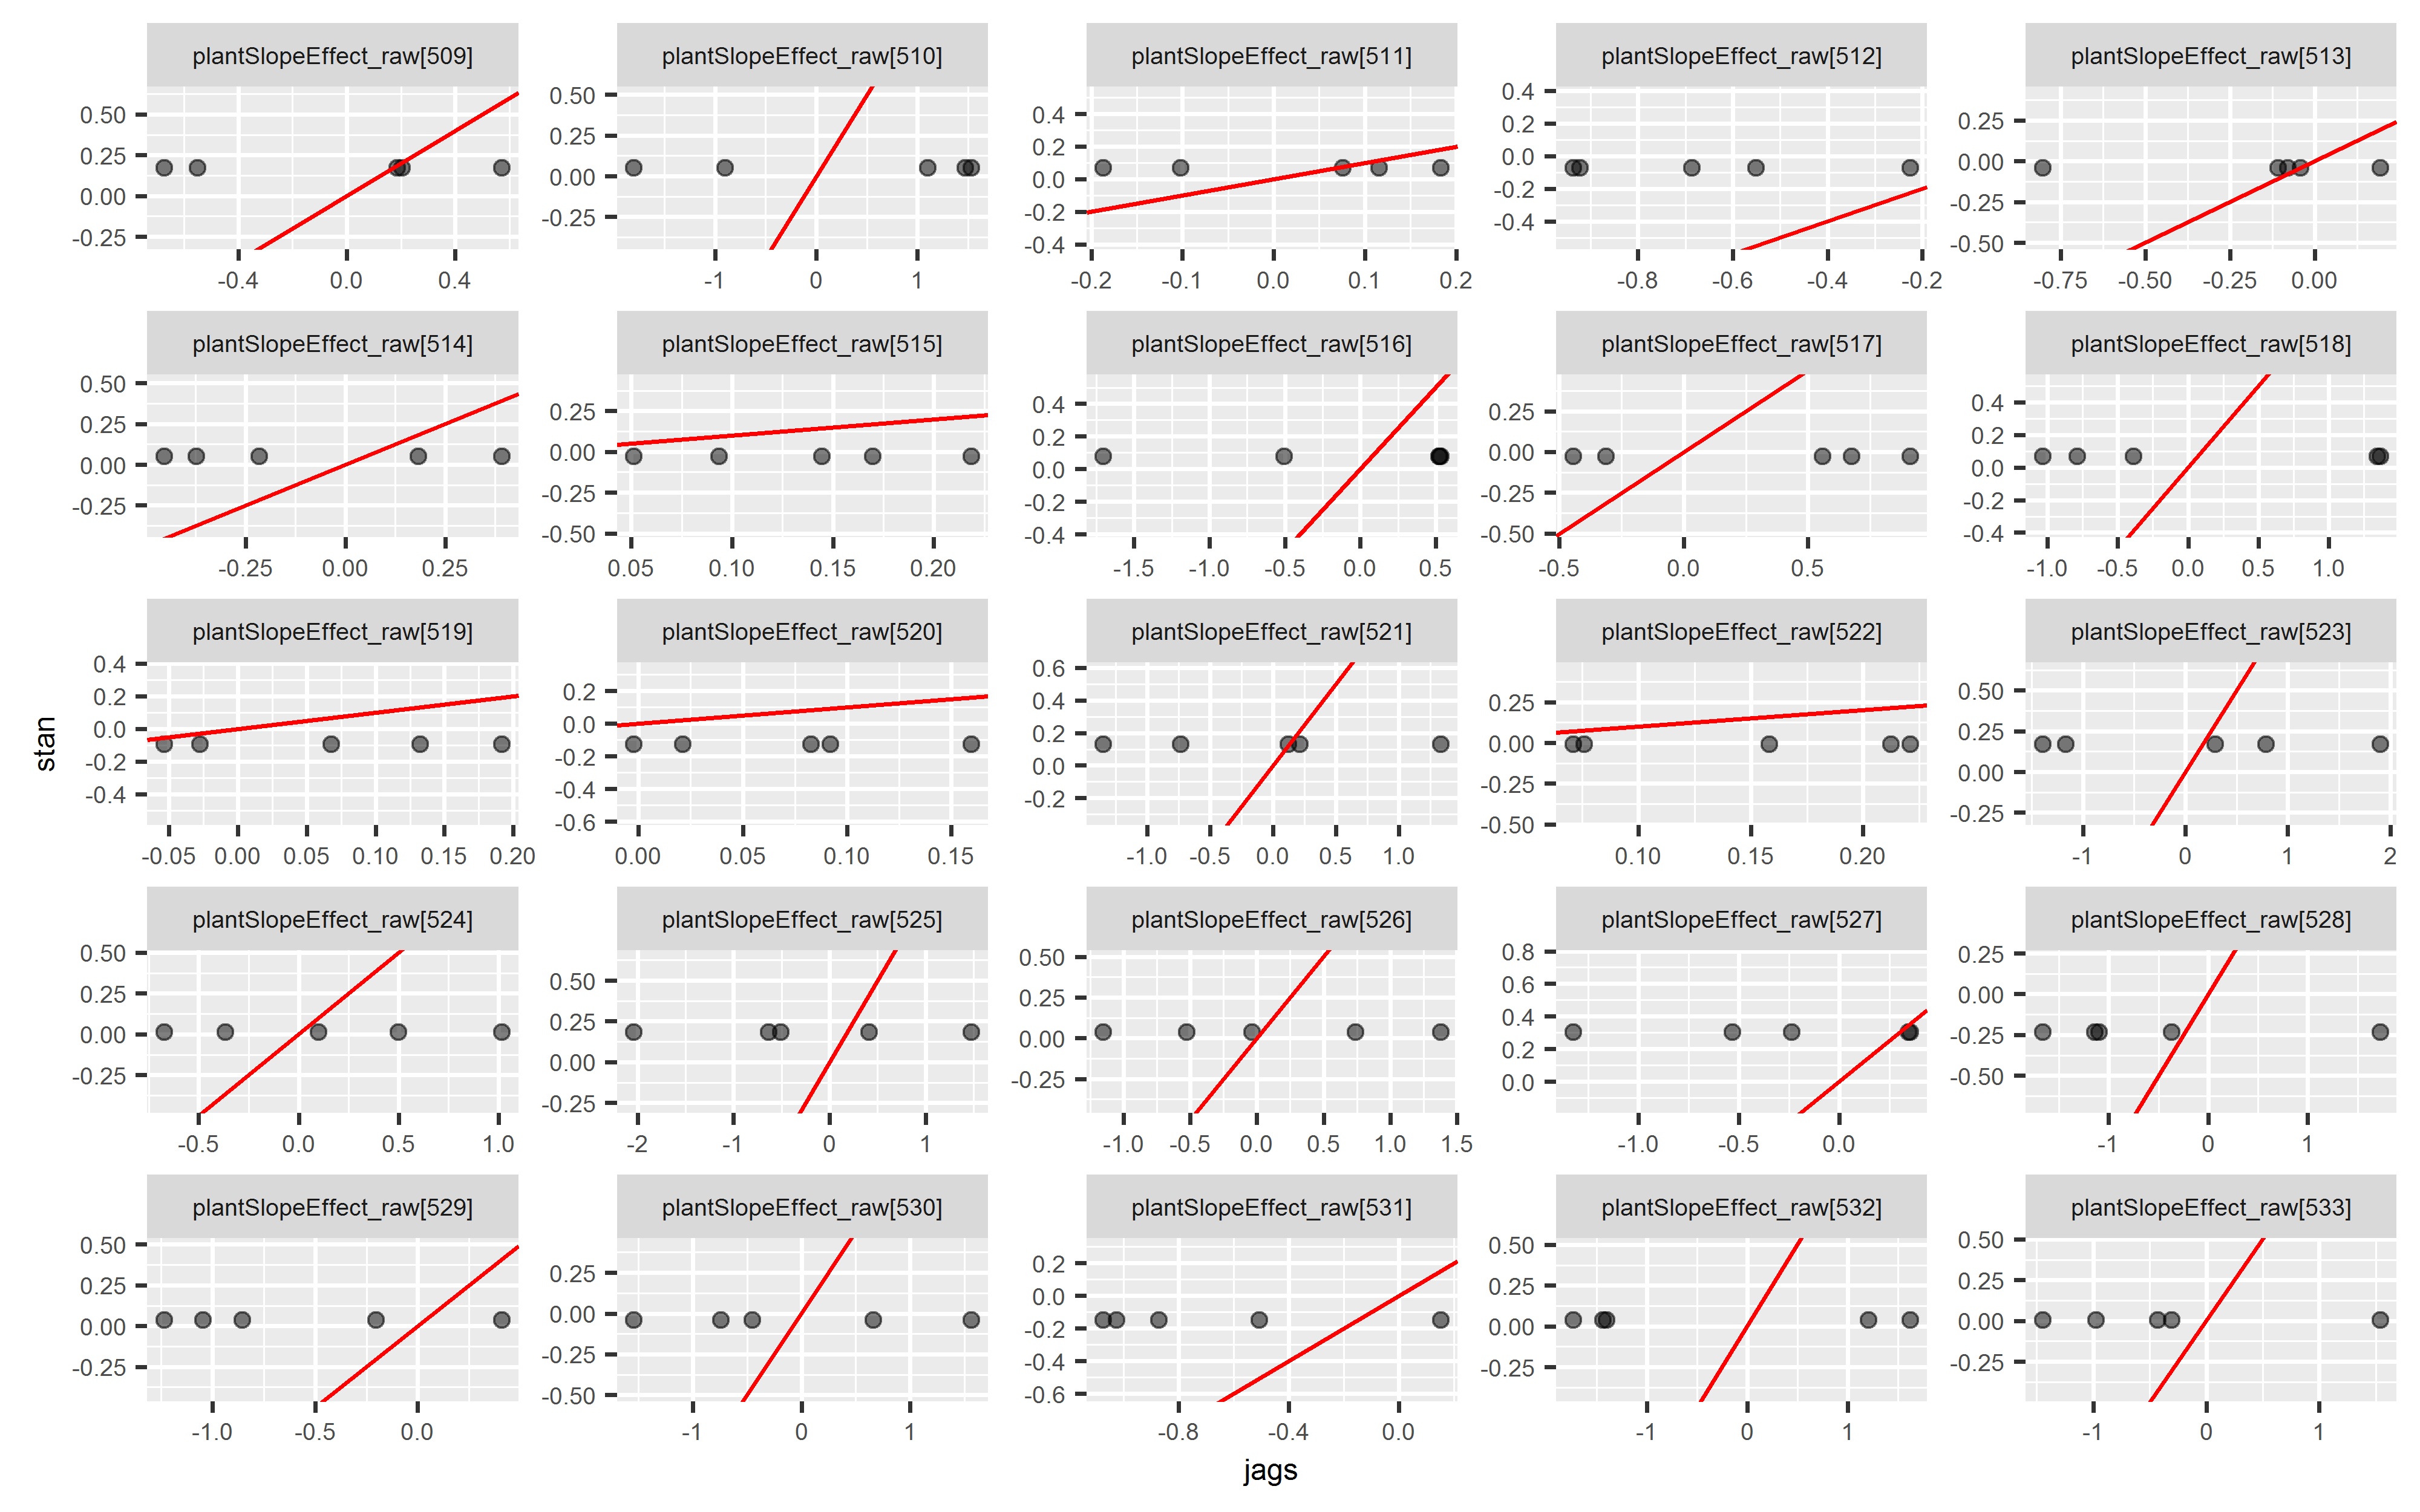 plantSlopeEffect_raw[509] plantSlopeEffect_raw[510] plantSlopeEffect_raw[511] plantSlopeEffect_raw[512] plantSlopeEffect_raw[513]
0.50 0.25 0.00 -0.25
0.50 0.25 0.00 -0.25
0.4 0.2 0.0 -0.2 -0.4
0.4 0.2 0.0 -0.2 -0.4
0.25 0.00 -0.25 -0.50
-0.4 0.0 0.4
-1 0 1
-0.2 -0.1 0.0 0.1 0.2
-0.8 -0.6 -0.4 -0.2
-0.75 -0.50 -0.25 0.00
plantSlopeEffect_raw[514] plantSlopeEffect_raw[515] plantSlopeEffect_raw[516] plantSlopeEffect_raw[517] plantSlopeEffect_raw[518]
0.50 0.25 0.00 -0.25
0.25 0.00 -0.25 -0.50
0.4 0.2 0.0 -0.2 -0.4
0.25 0.00 -0.25 -0.50
0.4 0.2 0.0 -0.2 -0.4
-0.25 0.00 0.25
0.05 0.10 0.15 0.20
-1.5 -1.0 -0.5 0.0 0.5
-0.5 0.0 0.5
-1.0 -0.5 0.0 0.5 1.0
plantSlopeEffect_raw[519] plantSlopeEffect_raw[520] plantSlopeEffect_raw[521] plantSlopeEffect_raw[522] plantSlopeEffect_raw[523]
0.4 0.2 0.0 -0.2 -0.4
0.2 0.0 -0.2 -0.4 -0.6
0.6 0.4 0.2 0.0 -0.2
0.25 0.00 -0.25 -0.50
0.50 0.25 0.00 -0.25
-0.05 0.00 0.05 0.10 0.15 0.20
0.00 0.05 0.10 0.15
-1.0 -0.5 0.0 0.5 1.0
0.10 0.15 0.20
-1 0 1 2
stan
plantSlopeEffect_raw[524] plantSlopeEffect_raw[525] plantSlopeEffect_raw[526] plantSlopeEffect_raw[527] plantSlopeEffect_raw[528]
0.50 0.25 0.00 -0.25
0.50 0.25 0.00 -0.25
0.50 0.25 0.00 -0.25
0.8 0.6 0.4 0.2 0.0
0.25 0.00 -0.25 -0.50
-0.5 0.0 0.5 1.0
-2 -1 0 1
-1.0 -0.5 0.0 0.5 1.0 1.5
-1.0 -0.5 0.0
-1 0 1
plantSlopeEffect_raw[529] plantSlopeEffect_raw[530] plantSlopeEffect_raw[531] plantSlopeEffect_raw[532] plantSlopeEffect_raw[533]
0.50 0.25 0.00 -0.25
0.25 0.00 -0.25 -0.50
0.2 0.0 -0.2 -0.4 -0.6
0.50 0.25 0.00 -0.25
0.50 0.25 0.00 -0.25
-1.0 -0.5 0.0
-1 0 1
-0.8 -0.4 0.0
-1 0 1
-1 0 1
jags